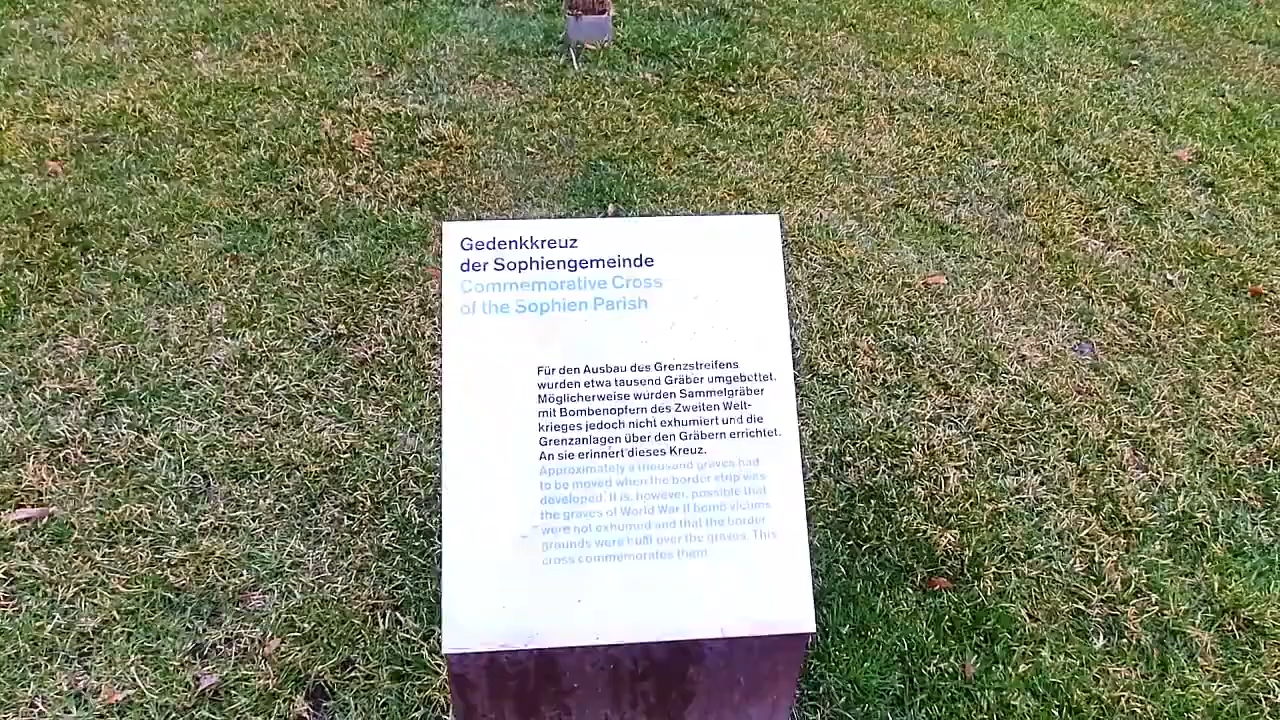 Gedenkkreuz
der Sophiengemeinde
Commemorative Cross
of the Sophien Parish
Für den Ausbau des Grenzstreifens
wurden etwa tausend Gräber umgebettet.
Möglicherweise wurden Sammelgräber
mit Bombenopfern des Zweiten Welt-
krieges jedoch nicht exhumiert und die
Grenzanlagen über den Gräbern errichtet.
An sie erinnert dieses Kreuz.
Approximately a thousand graves had
to be moved when the border strip was
developed. It is, however, possible that
the graves of World War II bomb victims
were not exhumed and that the border
grounds were built over the graves. This
cross commemorates them.